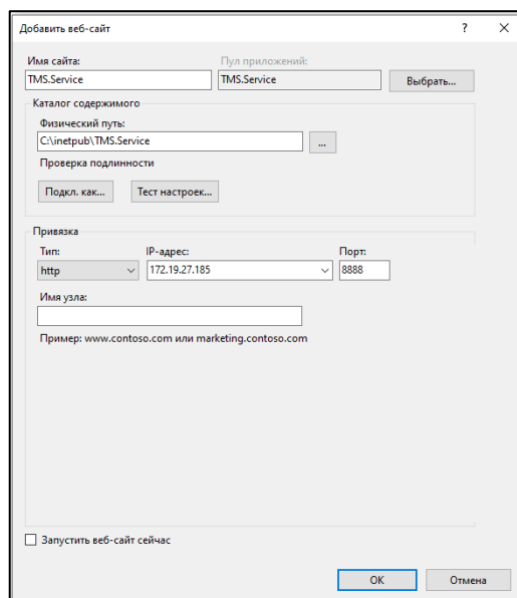 Добавить веб-сайт ? ×
Имя сайта: Пул приложений:
TMS.Service TMS.Service Выбрать...
Каталог содержимого
Физический путь:
C:\inetpub\TMS.Service ...
Проверка подлинности
Подкл. как... Тест настроек...
Привязка
Тип: IP-адрес: Порт:
http 172.19.27.185 8888
Имя узла:
Пример: www.contoso.com или marketing.contoso.com
Запустить веб-сайт сейчас
ОК Отмена